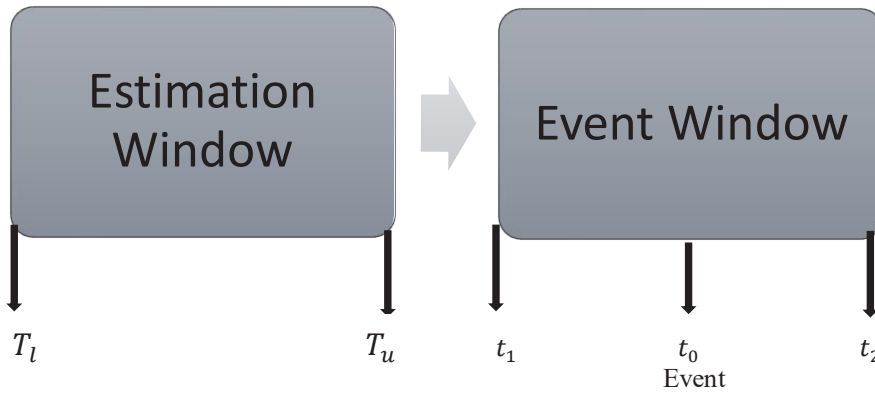 Estimation
Window
Event Window
T_l
T_u
t_1
t_0
t_2
Event